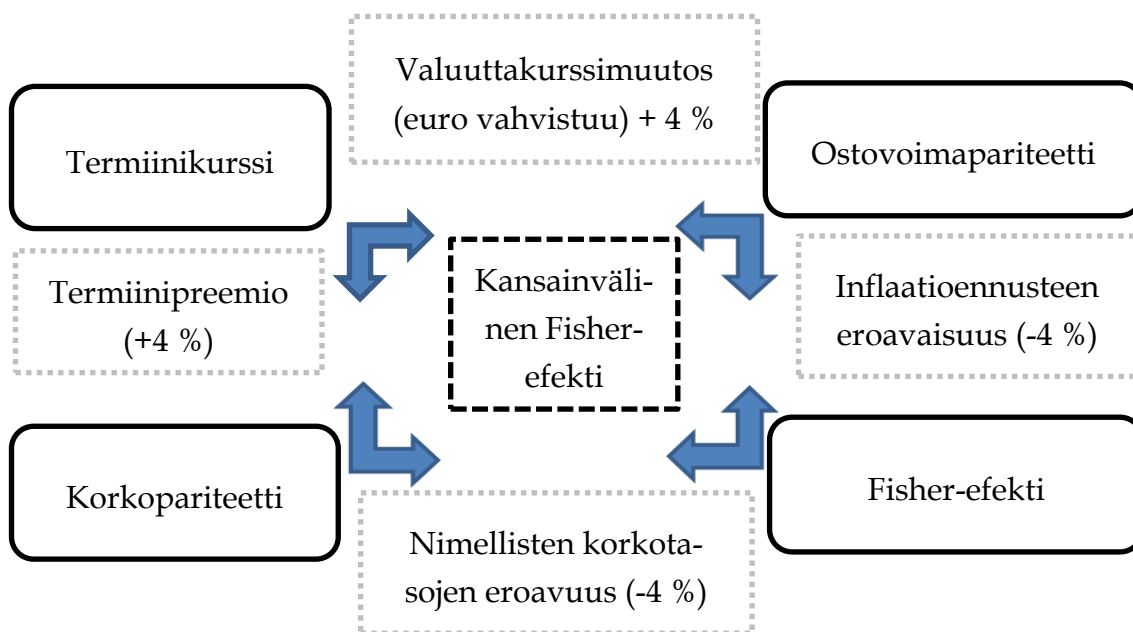 Valuuttakurssimuutos
(euro vahvistuu) + 4 %
Termiinikurssi
Ostovoimapariteetti
Termiinipreemio
(+4 %)
Kansainväli-
nen Fisher-
efekti
Inflaatioennusteen
eroavaisuus (-4 %)
Korkopariteetti
Fisher-efekti
Nimellisten korkota-
sojen eroavuus (-4 %)